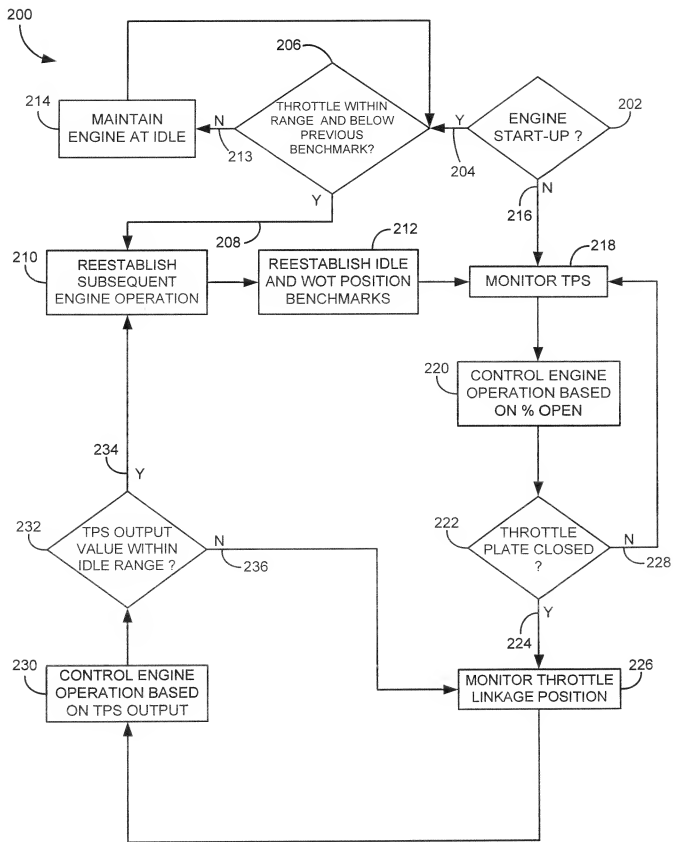 200
206
214
MAINTAIN
ENGINE AT IDLE
N
213
THROTTLE WITHIN
RANGE AND BELOW
PREVIOUS
BENCHMARK?
Y
204
ENGINE
START-UP ?
202
Y
208
N
216
210
REESTABLISH
SUBSEQUENT
ENGINE OPERATION
212
REESTABLISH IDLE
AND WOT POSITION
BENCHMARKS
218
MONITOR TPS
220
CONTROL ENGINE
OPERATION BASED
ON % OPEN
234
Y
232
TPS OUTPUT
VALUE WITHIN
IDLE RANGE ?
N
236
222
THROTTLE
PLATE CLOSED
?
N
228
Y
224
230
CONTROL ENGINE
OPERATION BASED
ON TPS OUTPUT
226
MONITOR THROTTLE
LINKAGE POSITION